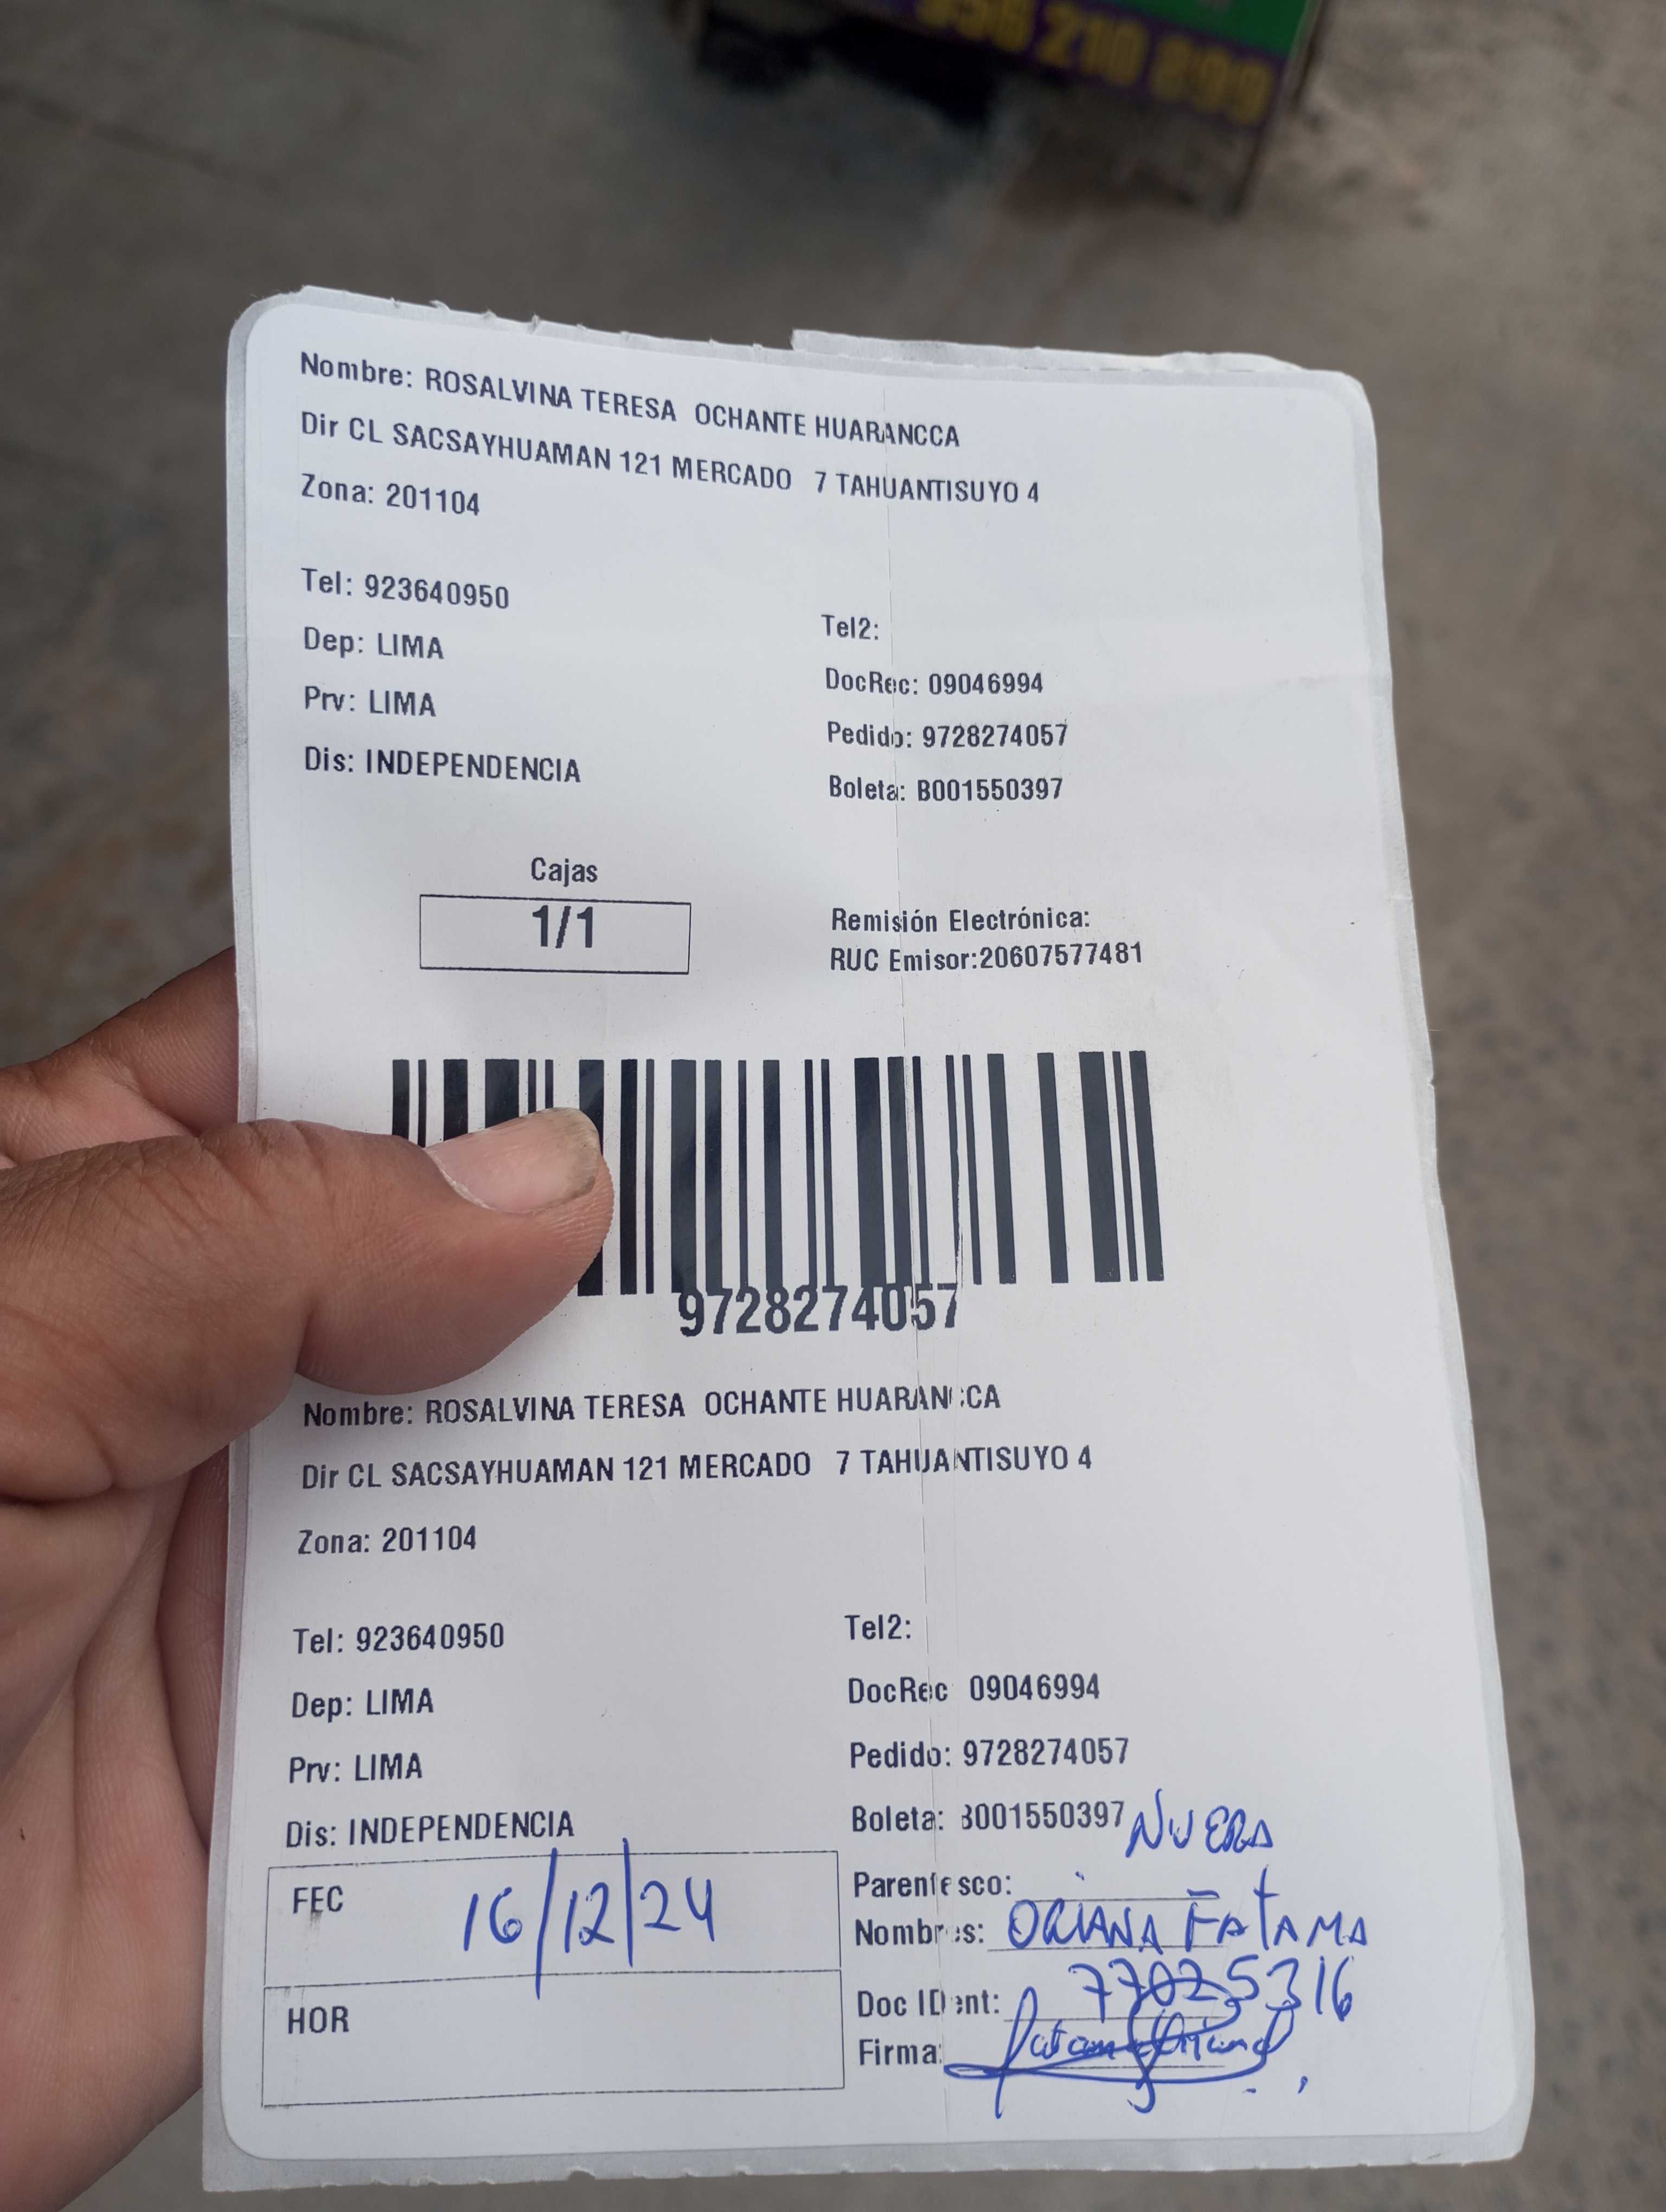 958 210 899
Nombre: ROSALVINA TERESA OCHANTE HUARANCCA
Dir CL SACSAYHUAMAN 121 MERCADO 7 TAHUANTISUYO 4
Zona: 201104
Tel: 923640950
Tel2:
Dep: LIMA
DocRec: 09046994
Prv: LIMA
Pedido: 9728274057
Dis: INDEPENDENCIA
Boleta: B001550397
Cajas
1/1
Remisión Electrónica:
RUC Emisor:20607577481
9728274057
Nombre: ROSALVINA TERESA OCHANTE HUARANCCA
Dir CL SACSAYHUAMAN 121 MERCADO 7 TAHUANTISUYO 4
Zona: 201104
Tel: 923640950
Tel2:
Dep: LIMA
DocRec 09046994
Prv: LIMA
Pedido: 9728274057
Dis: INDEPENDENCIA
Boleta: B001550397
FEC 16/12/24
HOR
Parentesco: NUERA
Nombres: ORIANA FATAMA
Doc IDent: 77025316
Firma: